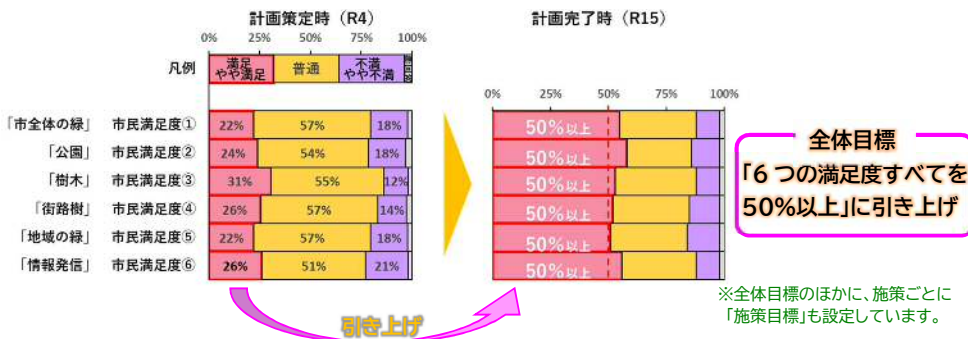 計画策定時（R4）
計画完了時（R15）
0% 25% 50% 75% 100%
凡例
満足
やや満足
普通
不満
やや不満
0% 25% 50% 75% 100%
「市全体の緑」 市民満足度① 22% 57% 18% 50%以上
「公園」 市民満足度② 24% 54% 18% 50%以上
「樹木」 市民満足度③ 31% 55% 12% 50%以上
「街路樹」 市民満足度④ 26% 57% 14% 50%以上
「地域の緑」 市民満足度⑤ 22% 57% 18% 50%以上
「情報発信」 市民満足度⑥ 26% 51% 21% 50%以上
引き上げ
全体目標
「6つの満足度すべてを
50%以上」に引き上げ
※全体目標のほかに、施策ごとに
「施策目標」も設定しています。